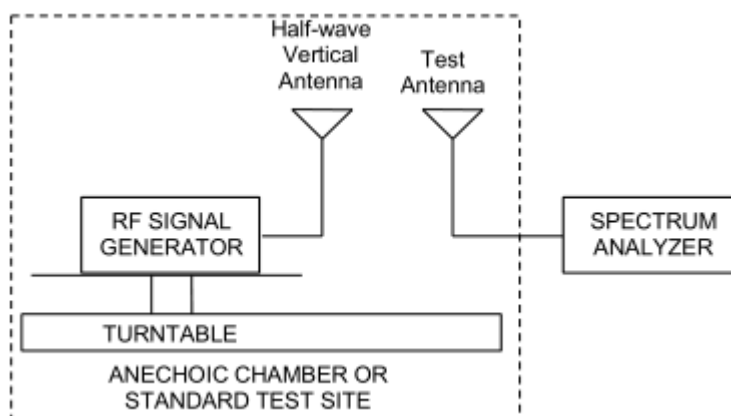 Half-wave
Vertical
Antenna
Test
Antenna
RF SIGNAL
GENERATOR
SPECTRUM
ANALYZER
TURNTABLE
ANECHOIC CHAMBER OR
STANDARD TEST SITE